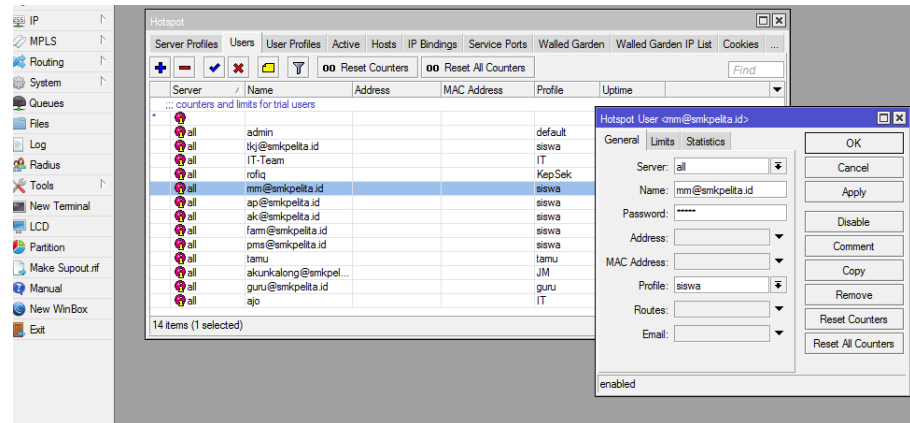 IP
MPLS
Routing
System
Queues
Files
Log
Radius
Tools
New Terminal
LCD
Partition
Make Supout.rif
Manual
New WinBox
Exit
Hotspot
Server Profiles Users User Profiles Active Hosts IP Bindings Service Ports Walled Garden Walled Garden IP List Cookies ...
00 Reset Counters 00 Reset All Counters Find
Server / Name Address MAC Address Profile Uptime
;;; counters and limits for trial users
*
all admin default
all tkj@smkpelita.id siswa
all IT-Team IT
all rofiq KepSek
all mm@smkpelita.id siswa
all ap@smkpelita.id siswa
all ak@smkpelita.id siswa
all farm@smkpelita.id siswa
all pms@smkpelita.id siswa
all tamu tamu
all akunkalong@smkpel... JM
all guru@smkpelita.id guru
all ajo IT
14 items (1 selected)
Hotspot User <mm@smkpelita.id>
General Limits Statistics
Server: all
Name: mm@smkpelita.id
Password: *****
Address:
MAC Address:
Profile: siswa
Routes:
Email:
OK
Cancel
Apply
Disable
Comment
Copy
Remove
Reset Counters
Reset All Counters
enabled